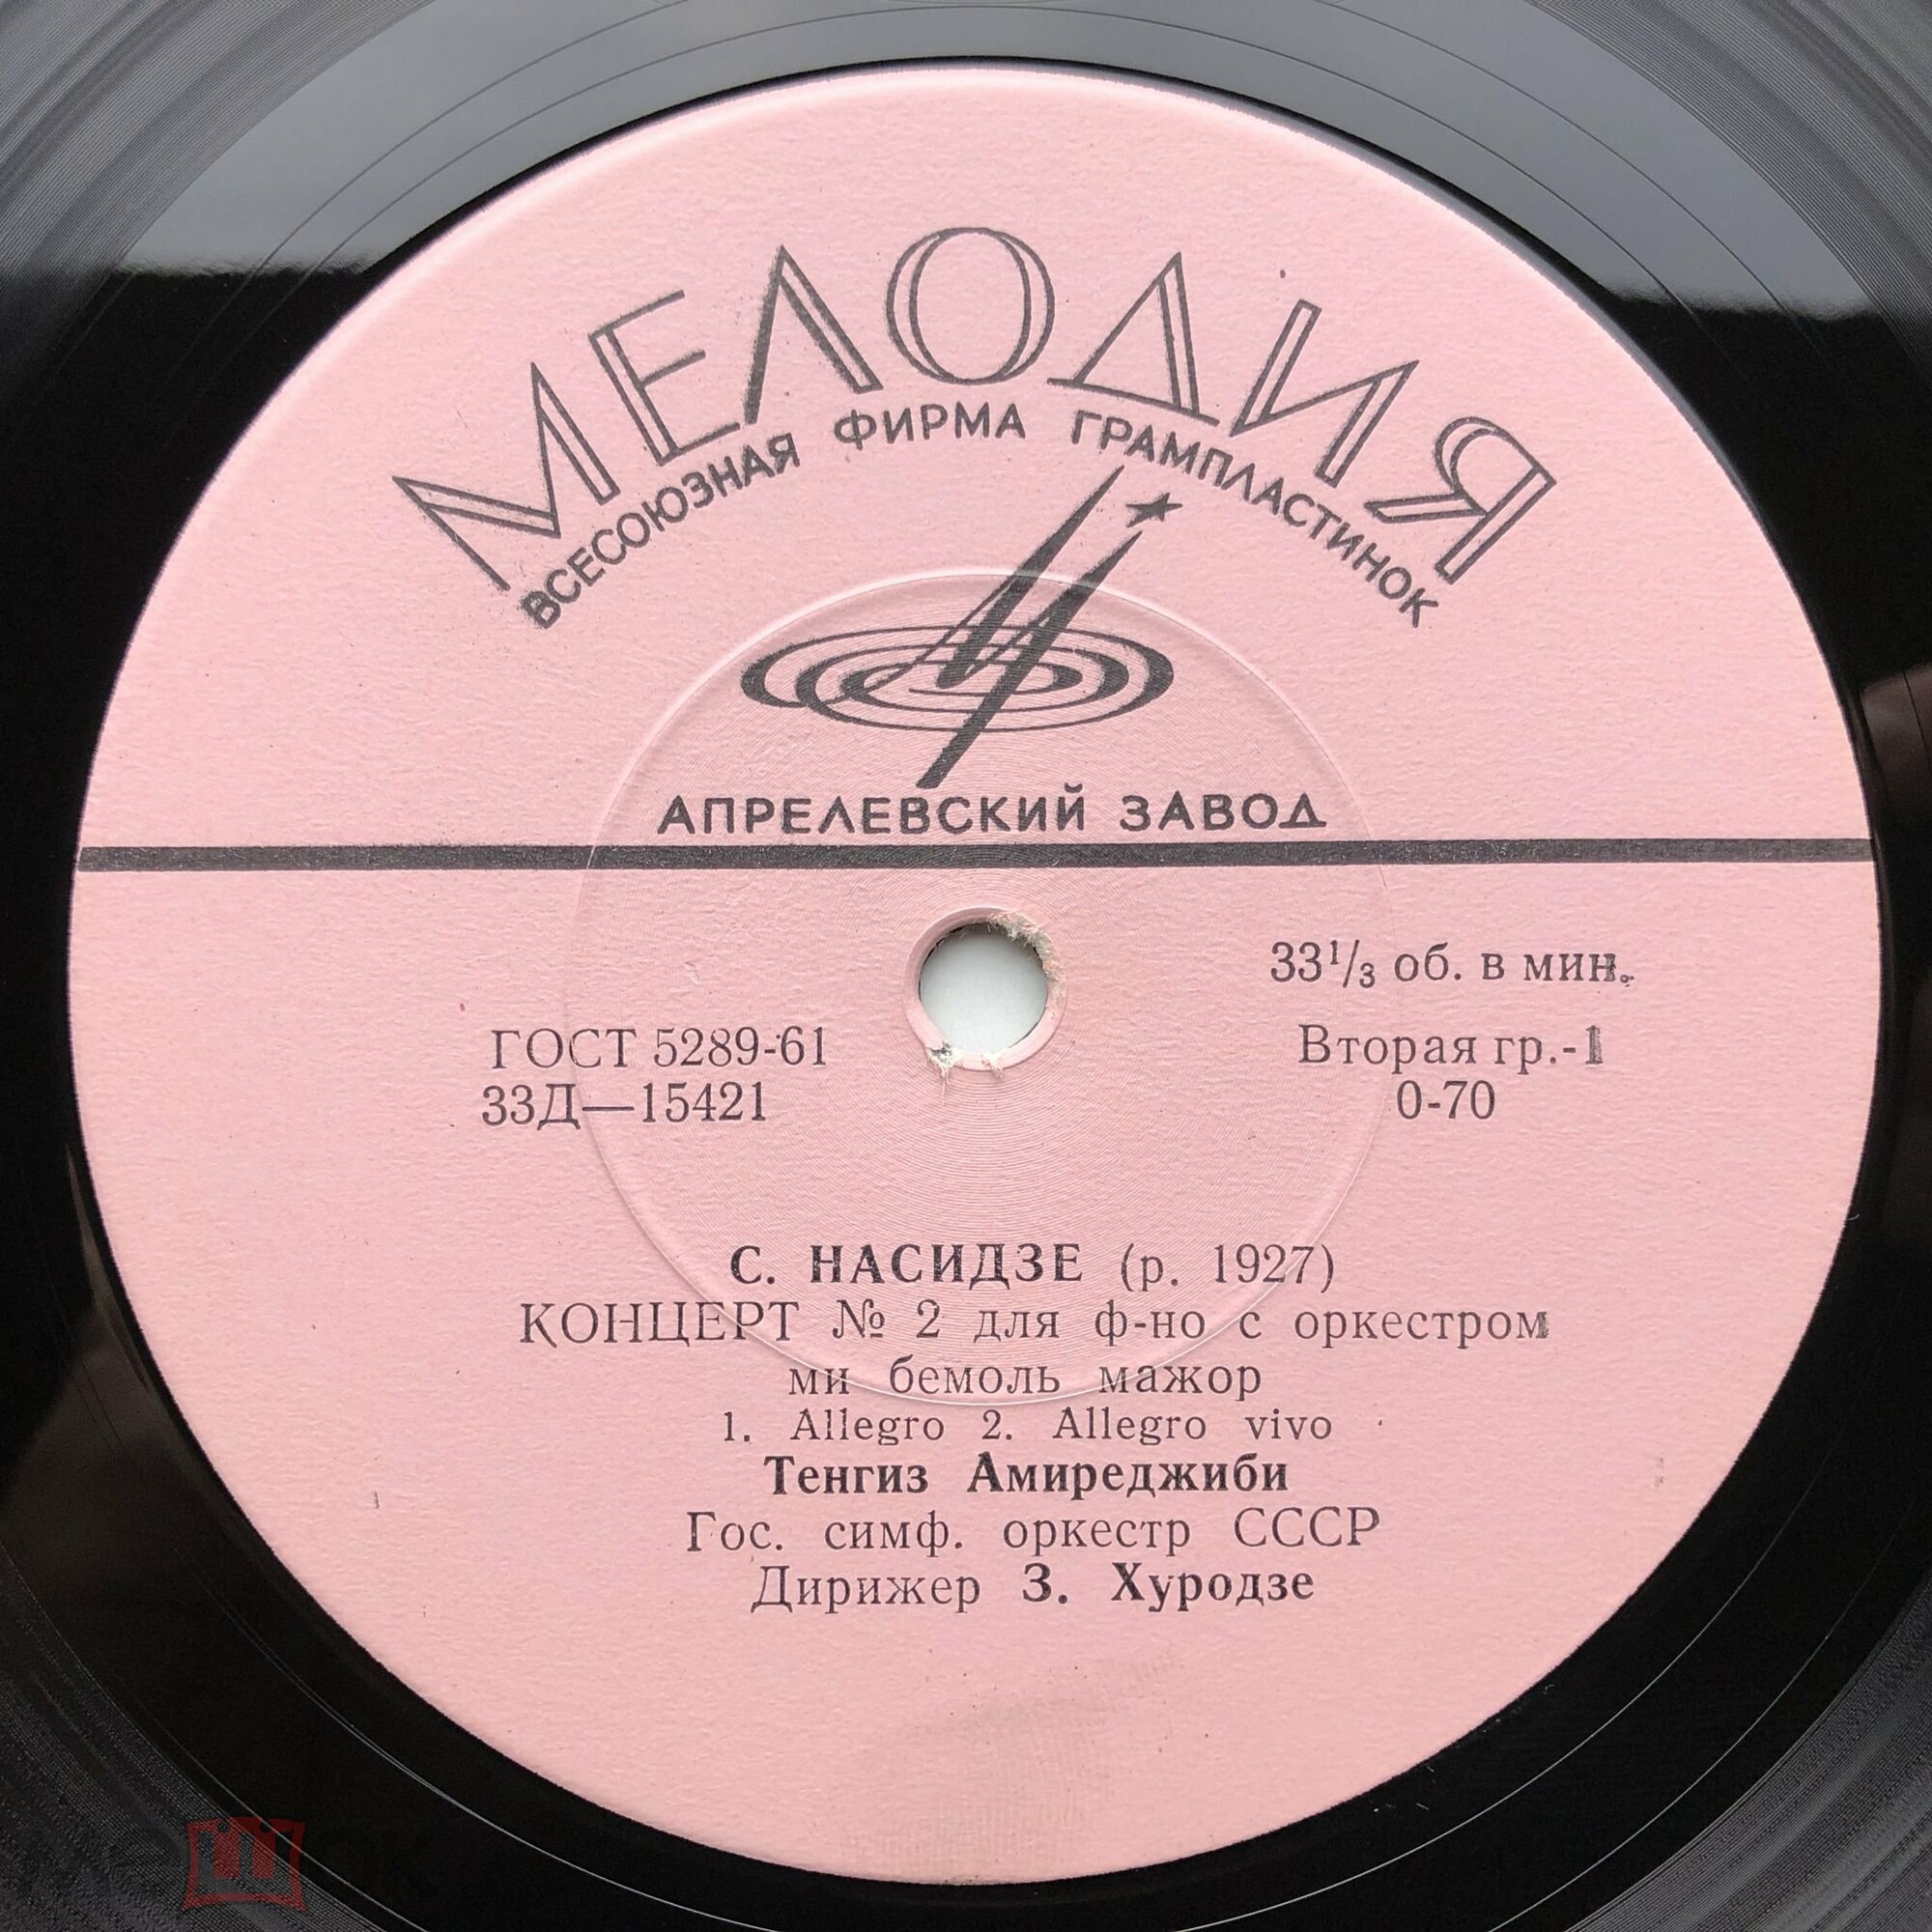 МЕЛОДИЯ
ВСЕСОЮЗНАЯ ФИРМА ГРАМПЛАСТИНОК
АПРЕЛЕВСКИЙ ЗАВОД
33⅓ об. в мин.
ГОСТ 5289-61
Вторая гр.-1
33Д—15421
0-70
С. НАСИДЗЕ (р. 1927)
КОНЦЕРТ № 2 для ф-но с оркестром
ми бемоль мажор
1. Allegro 2. Allegro vivo
Тенгиз Амиреджиби
Гос. симф. оркестр СССР
Дирижер З. Хуродзе